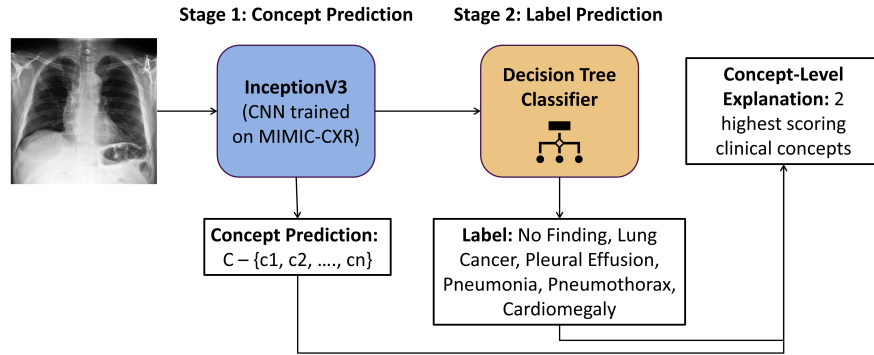 Stage 1: Concept Prediction
Stage 2: Label Prediction
InceptionV3
(CNN trained
on MIMIC-CXR)
Decision Tree
Classifier
Concept-Level
Explanation: 2
highest scoring
clinical concepts
Concept Prediction:
C – {c1, c2, …., cn}
Label: No Finding, Lung
Cancer, Pleural Effusion,
Pneumonia, Pneumothorax,
Cardiomegaly